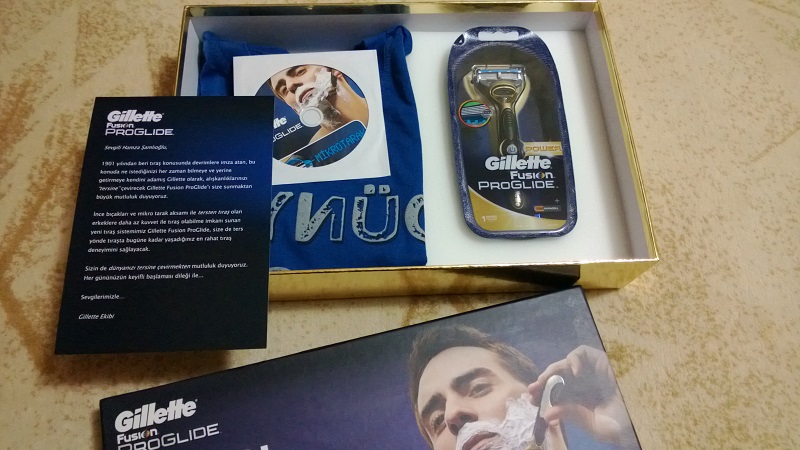 Gillette
Fusion
PROGLIDE
Sevgili Hamza Şamlıoğlu,
1901 yılından beri tıraş konusunda devrimlere imza atan, bu
konuda ne istediğinizi her zaman bilmeye ve yerine
getirmeye kendini adamış Gillette olarak, alışkanlıklarınızı
"tersine" çevirecek Gillette Fusion ProGlide'ı size sunmaktan
büyük mutluluk duyuyoruz.
İnce bıçakları ve mikro tarak aksamı ile tersten tıraş olan
erkeklere daha az kuvvet ile tıraş olabilme imkanı sunan
yeni tıraş sistemimiz Gillette Fusion ProGlide, size de ters
yönde tıraşta bugüne kadar yaşadığınız en rahat tıraş
deneyimini sağlayacak.
Sizin de dünyanızı tersine çevirmekten mutluluk duyuyoruz.
Her gününüzün keyifli başlaması dileği ile...
Sevgilerimizle...
Gillette Ekibi
POWER
Gillette
Fusion
PROGLIDE
Gillette
Fusion
PROGLIDE